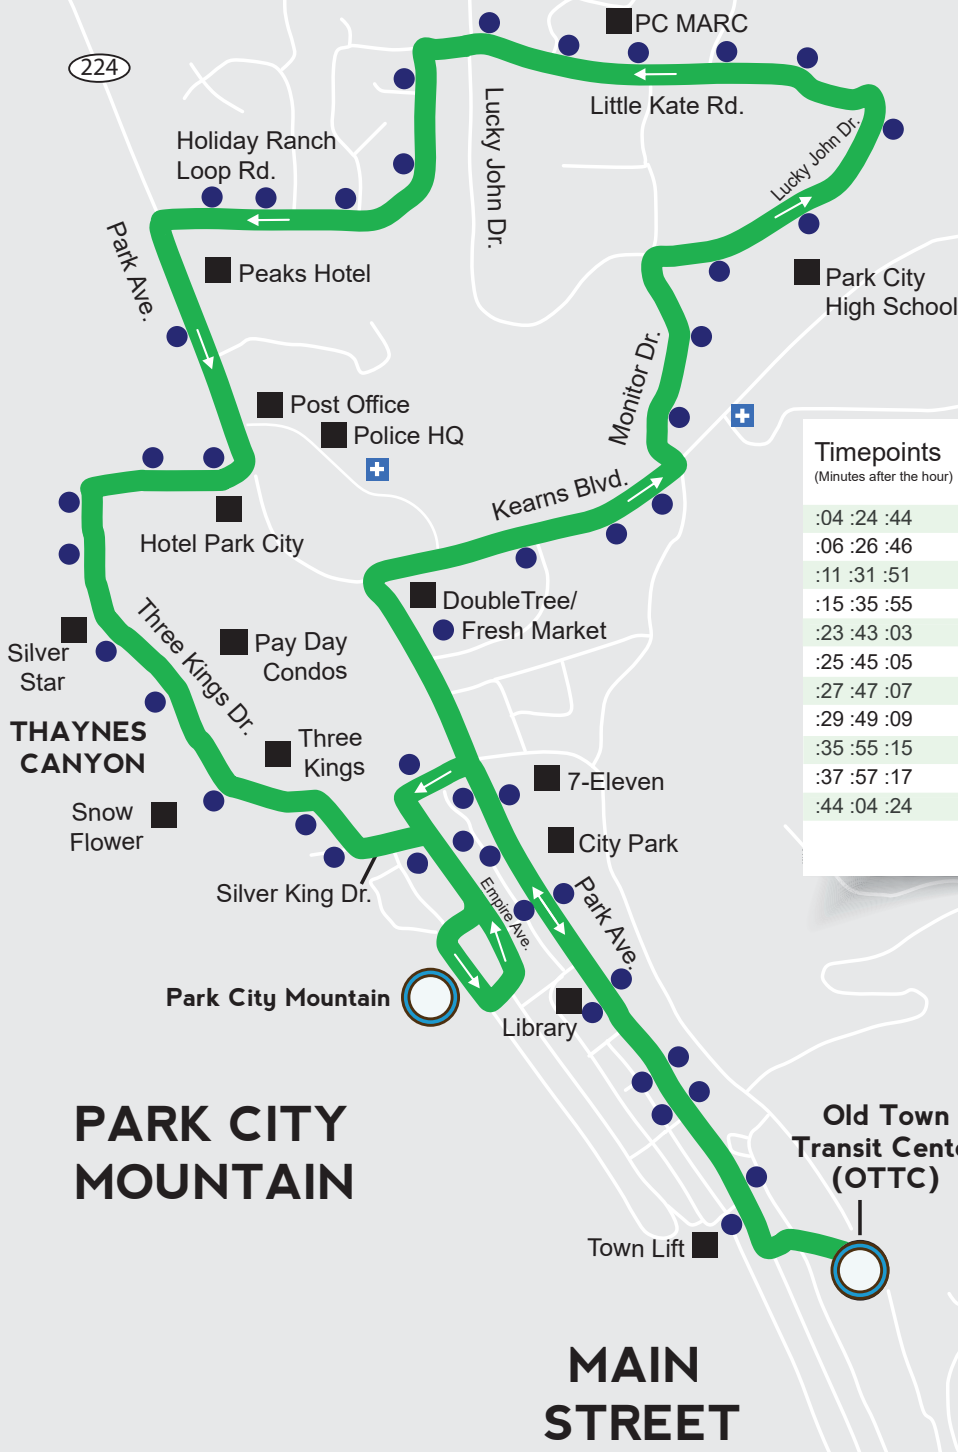 PC MARC
224
Little Kate Rd.
Lucky John Dr.
Lucky John Dr.
Holiday Ranch
Loop Rd.
Park Ave.
Peaks Hotel
Park City
High School
Monitor Dr.
Post Office
Police HQ
Kearns Blvd.
Timepoints
(Minutes after the hour)
:04 :24 :44
:06 :26 :46
:11 :31 :51
:15 :35 :55
:23 :43 :03
:25 :45 :05
:27 :47 :07
:29 :49 :09
:35 :55 :15
:37 :57 :17
:44 :04 :24
Hotel Park City
DoubleTree/
Fresh Market
Three Kings Dr.
Silver
Star
Pay Day
Condos
THAYNES
CANYON
Three
Kings
7-Eleven
Snow
Flower
City Park
Silver King Dr.
Empire Ave.
Park Ave.
Park City Mountain
Library
PARK CITY
MOUNTAIN
Old Town
Transit Cente
(OTTC)
Town Lift
MAIN
STREET